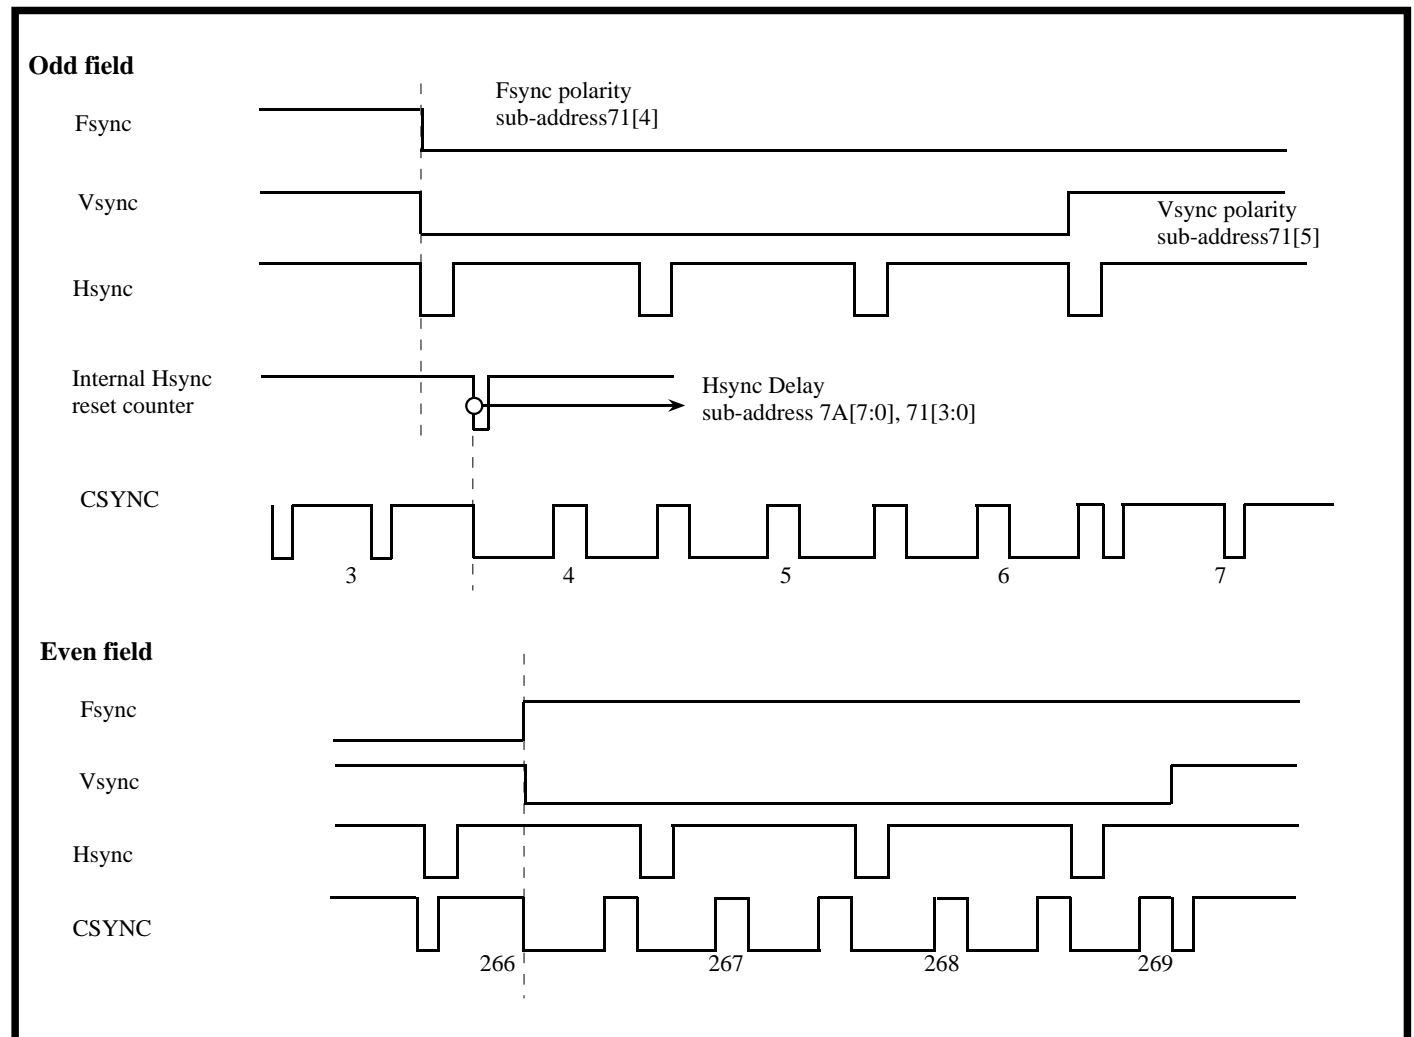 Odd field
Fsync polarity
sub-address71[4]
Fsync
Vsync
Vsync polarity
sub-address71[5]
Hsync
Internal Hsync
reset counter
Hsync Delay
sub-address 7A[7:0], 71[3:0]
CSYNC
3 4 5 6 7
Even field
Fsync
Vsync
Hsync
CSYNC
266 267 268 269